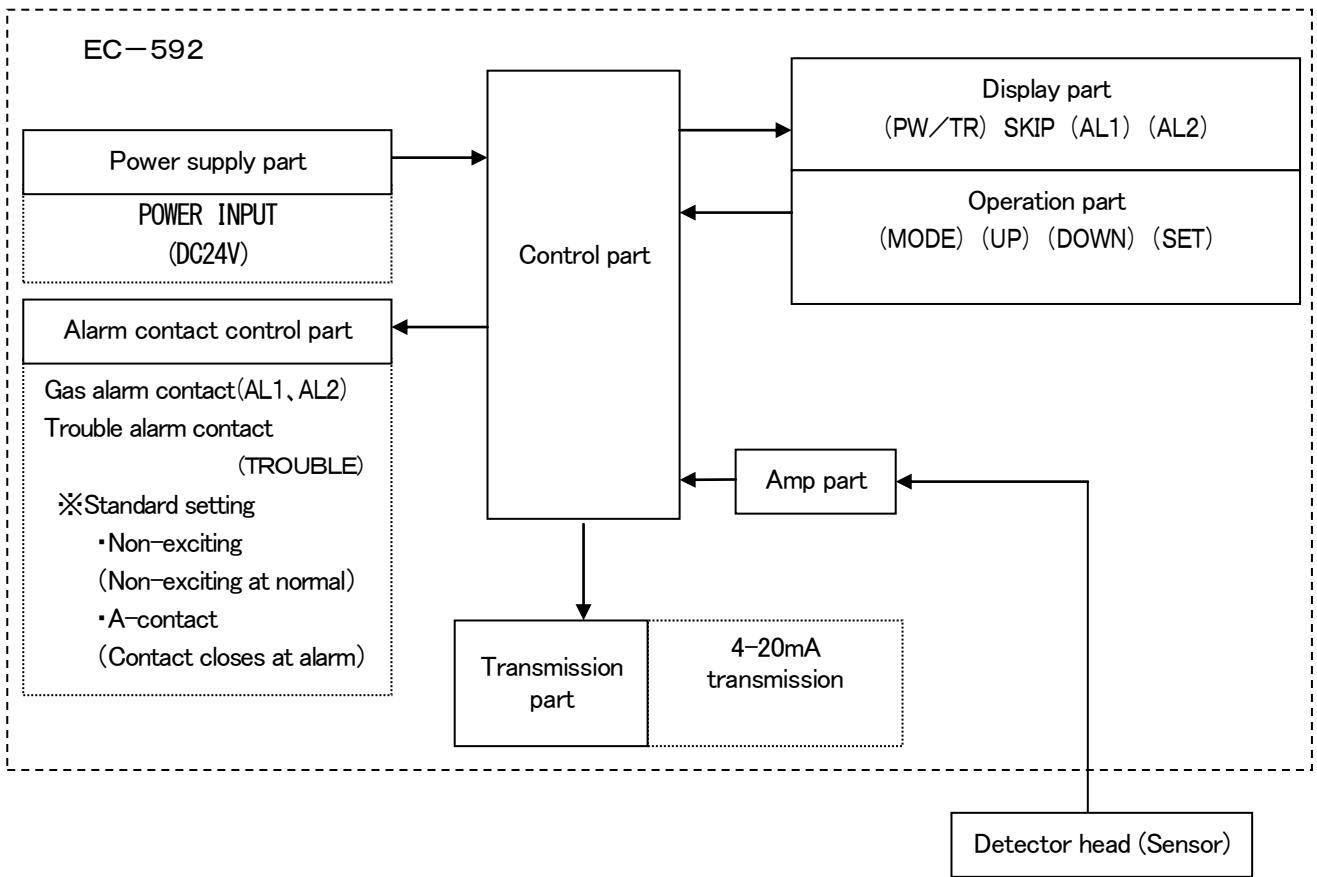 EC－592
Power supply part
POWER INPUT
(DC24V)
Alarm contact control part
Gas alarm contact(AL1、AL2)
Trouble alarm contact
(TROUBLE)
※Standard setting
・Non-exciting
(Non-exciting at normal)
・A-contact
(Contact closes at alarm)
Control part
Display part
(PW／TR) SKIP (AL1) (AL2)
Operation part
(MODE) (UP) (DOWN) (SET)
Amp part
Transmission
part
4-20mA
transmission
Detector head (Sensor)